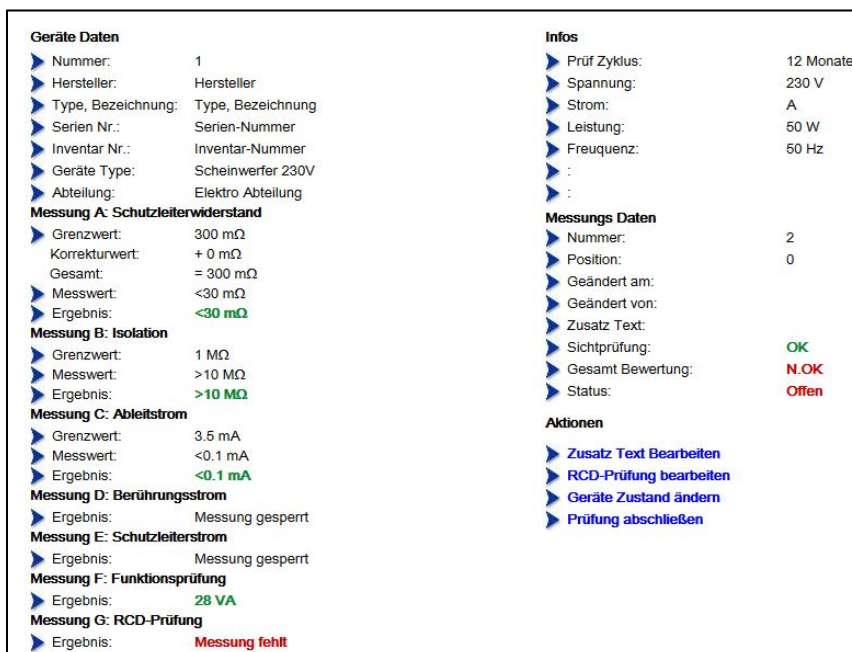 Geräte Daten
Nummer: 1
Hersteller: Hersteller
Type, Bezeichnung: Type, Bezeichnung
Serien Nr.: Serien-Nummer
Inventar Nr.: Inventar-Nummer
Geräte Type: Scheinwerfer 230V
Abteilung: Elektro Abteilung
Messung A: Schutzleiterwiderstand
Grenzwert: 300 mΩ
Korrekturwert: + 0 mΩ
Gesamt: = 300 mΩ
Messwert: <30 mΩ
Ergebnis: <30 mΩ
Messung B: Isolation
Grenzwert: 1 MΩ
Messwert: >10 MΩ
Ergebnis: >10 MΩ
Messung C: Ableitstrom
Grenzwert: 3.5 mA
Messwert: <0.1 mA
Ergebnis: <0.1 mA
Messung D: Berührungsstrom
Ergebnis: Messung gesperrt
Messung E: Schutzleiterstrom
Ergebnis: Messung gesperrt
Messung F: Funktionsprüfung
Ergebnis: 28 VA
Messung G: RCD-Prüfung
Ergebnis: Messung fehlt
Infos
Prüf Zyklus: 12 Monate
Spannung: 230 V
Strom: A
Leistung: 50 W
Freuquenz: 50 Hz
:
:
Messungs Daten
Nummer: 2
Position: 0
Geändert am:
Geändert von:
Zusatz Text:
Sichtprüfung: OK
Gesamt Bewertung: N.OK
Status: Offen
Aktionen
Zusatz Text Bearbeiten
RCD-Prüfung bearbeiten
Geräte Zustand ändern
Prüfung abschließen